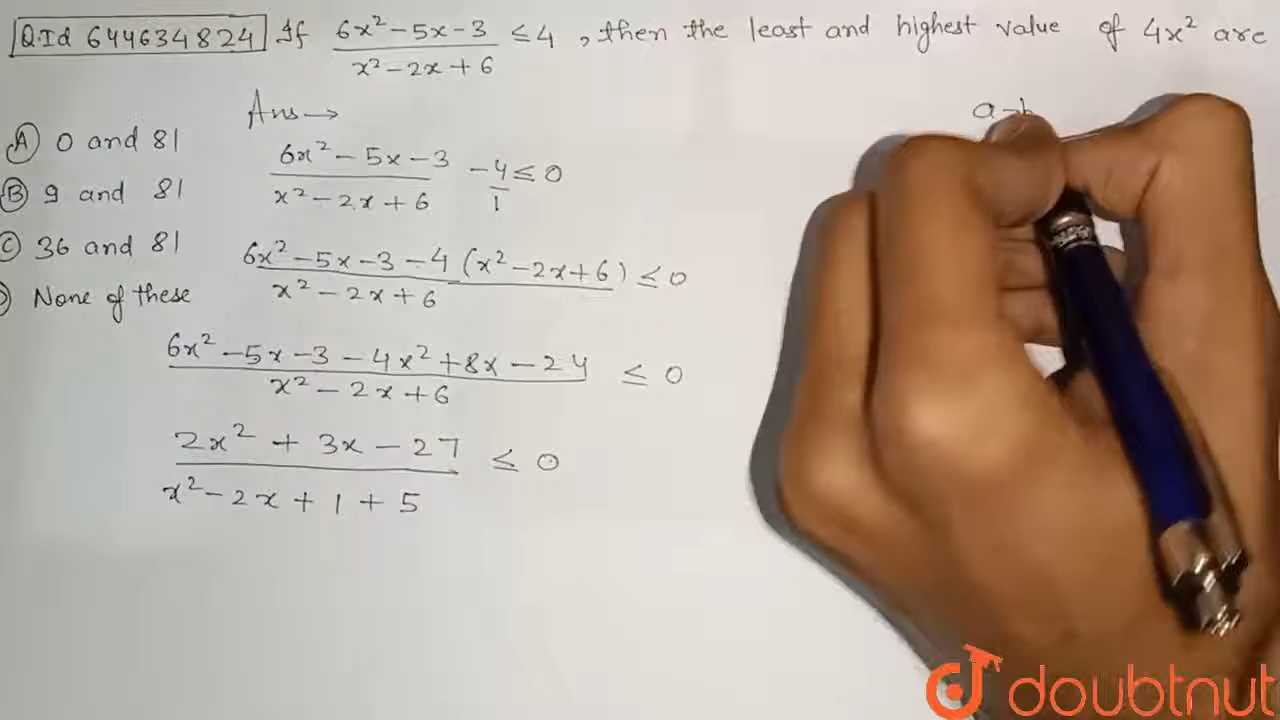 Q.Id 644634824 If 6x²-5x-3/x²-2x+6 ≤4, then the least and highest value of 4x² are
Ans→
A 0 and 81
B 9 and 81
C 36 and 81
D None of these
6x²-5x-3/x²-2x+6 -4/1 ≤0
6x²-5x-3-4(x²-2x+6)/x²-2x+6 ≤0
6x²-5x-3-4x²+8x-24/x²-2x+6 ≤0
2x²+3x-27/x²-2x+1+5 ≤0
doubtnut